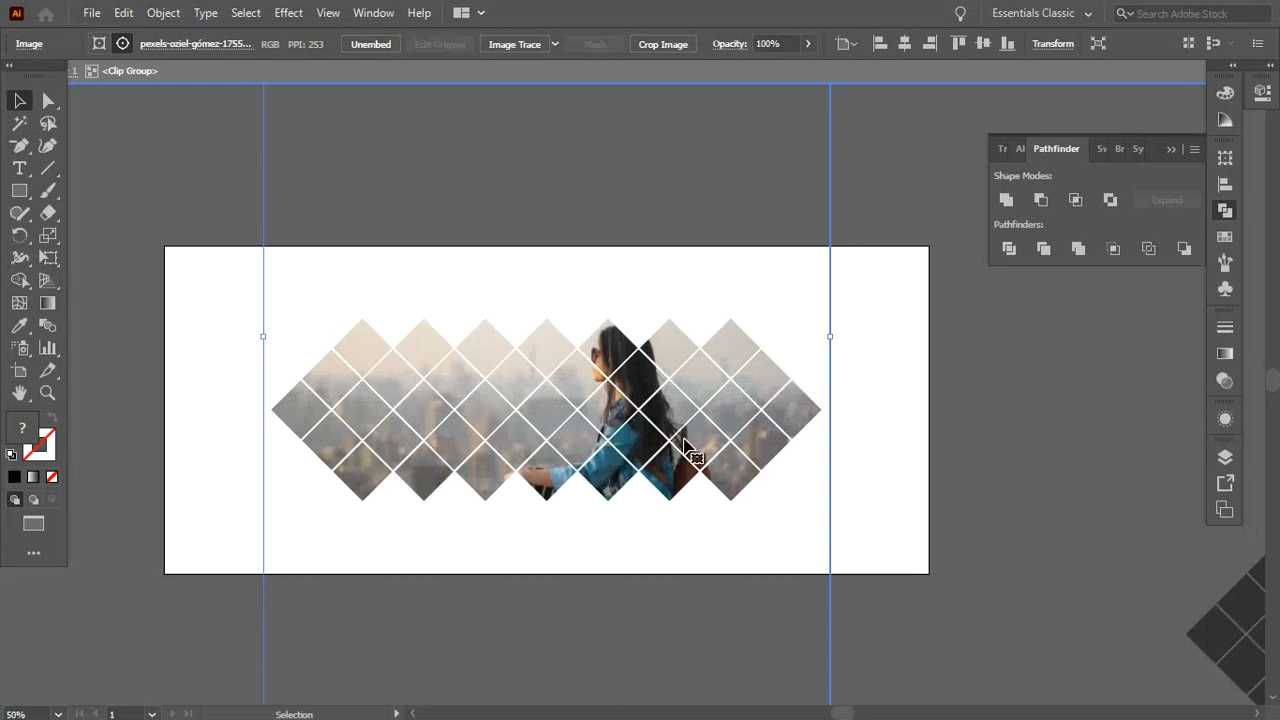 Ai File Edit Object Type Select Effect View Window Help Essentials Classic Search Adobe Stock
Image pexels-oziel-gómez-1755... RGB PPI: 253 Unembed Edit Original Image Trace Mask Crop Image Opacity: 100% Transform
1 <Clip Group>
Tr Al Pathfinder Sv Br Sy
Shape Modes:
Expand
Pathfinders:
?
50% 1 Selection